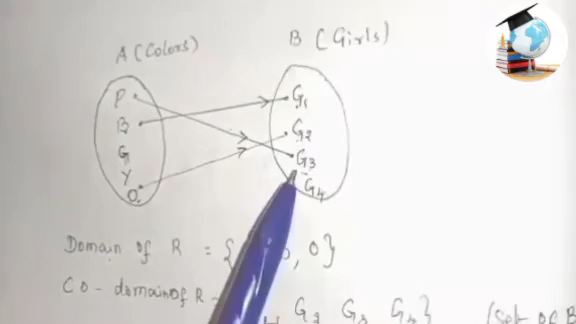 A (Colors)
B (Girls)
P
B
G
Y
O
G1
G2
G3
G4
Domain of R = { , O}
Co-domain of R = G2 G3 G4}
(Set of B